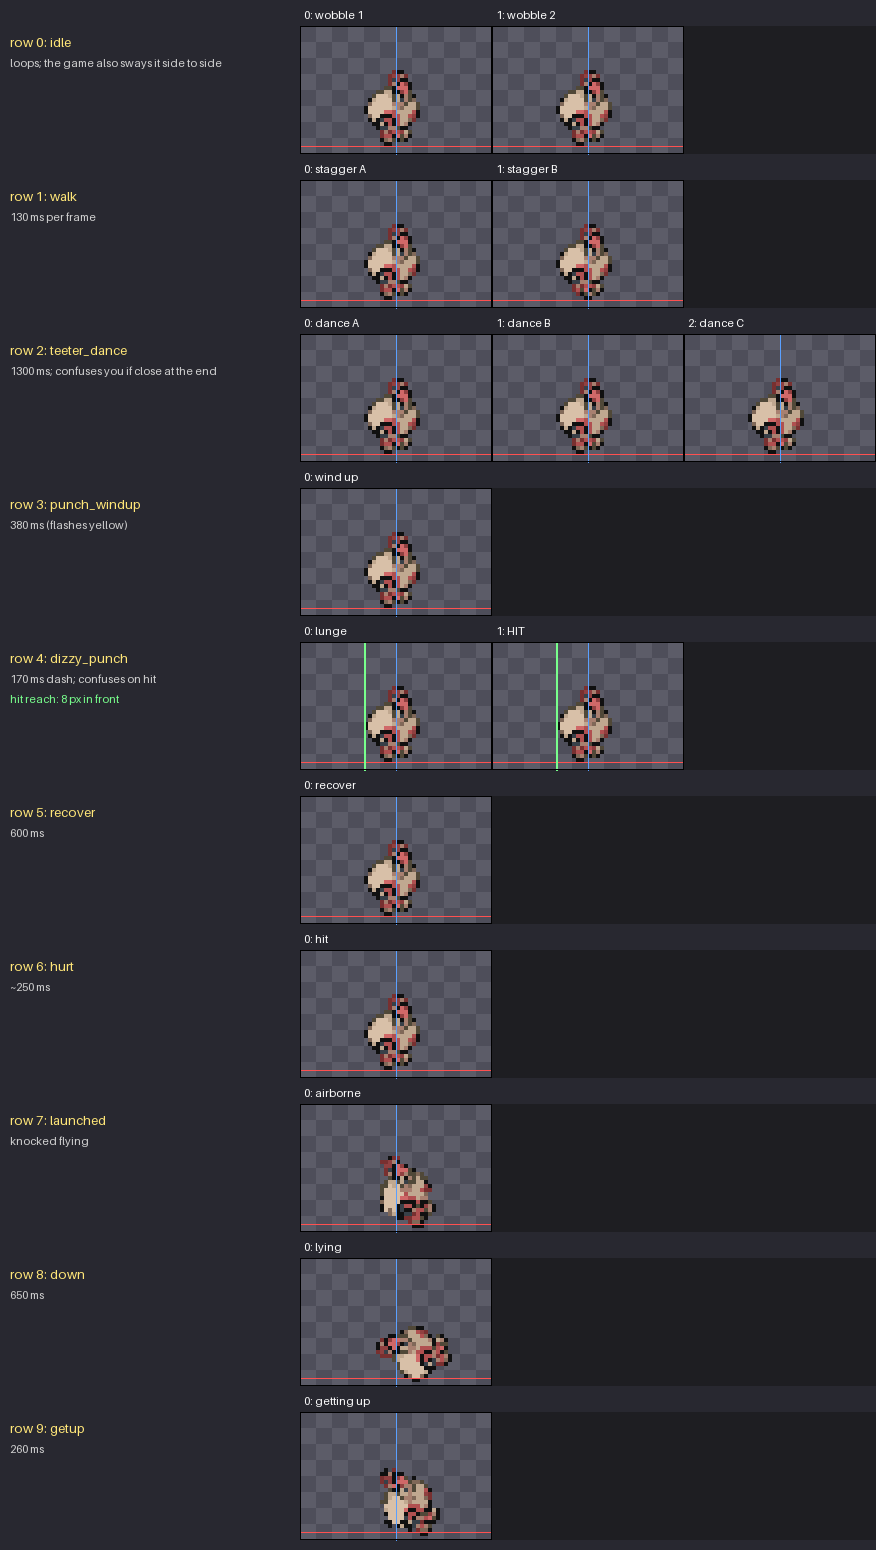 0: wobble 1
1: wobble 2
row 0: idle
loops; the game also sways it side to side
0: stagger A
1: stagger B
row 1: walk
130 ms per frame
0: dance A
1: dance B
2: dance C
row 2: teeter_dance
1300 ms; confuses you if close at the end
0: wind up
row 3: punch_windup
380 ms (flashes yellow)
0: lunge
1: HIT
row 4: dizzy_punch
170 ms dash; confuses on hit
hit reach: 8 px in front
0: recover
row 5: recover
600 ms
0: hit
row 6: hurt
~250 ms
0: airborne
row 7: launched
knocked flying
0: lying
row 8: down
650 ms
0: getting up
row 9: getup
260 ms